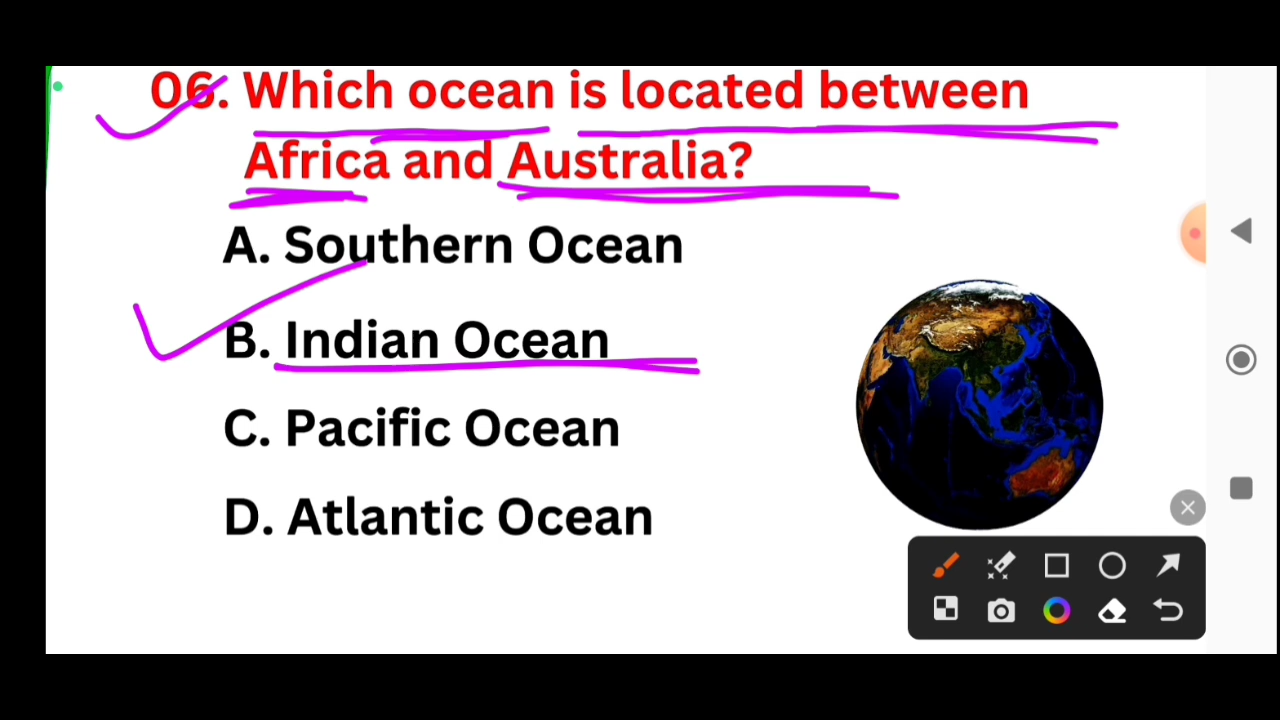 06. Which ocean is located between
Africa and Australia?
A. Southern Ocean
B. Indian Ocean
C. Pacific Ocean
D. Atlantic Ocean